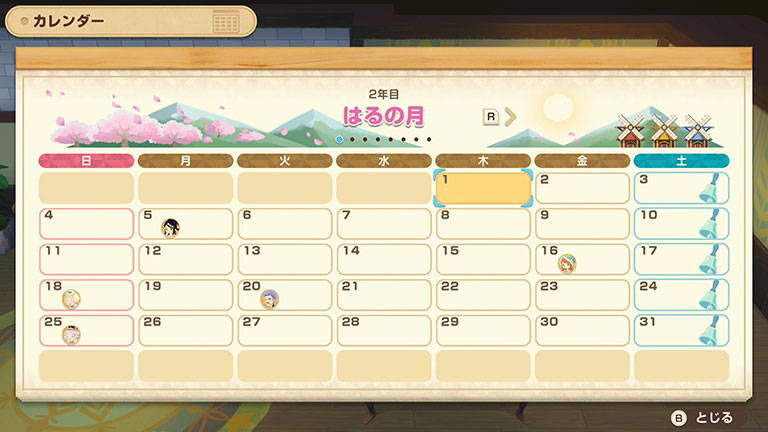 カレンダー
2年目
はるの月
R
日 月 火 水 木 金 土
1 2 3
4 5 6 7 8 9 10
11 12 13 14 15 16 17
18 19 20 21 22 23 24
25 26 27 28 29 30 31
B とじる